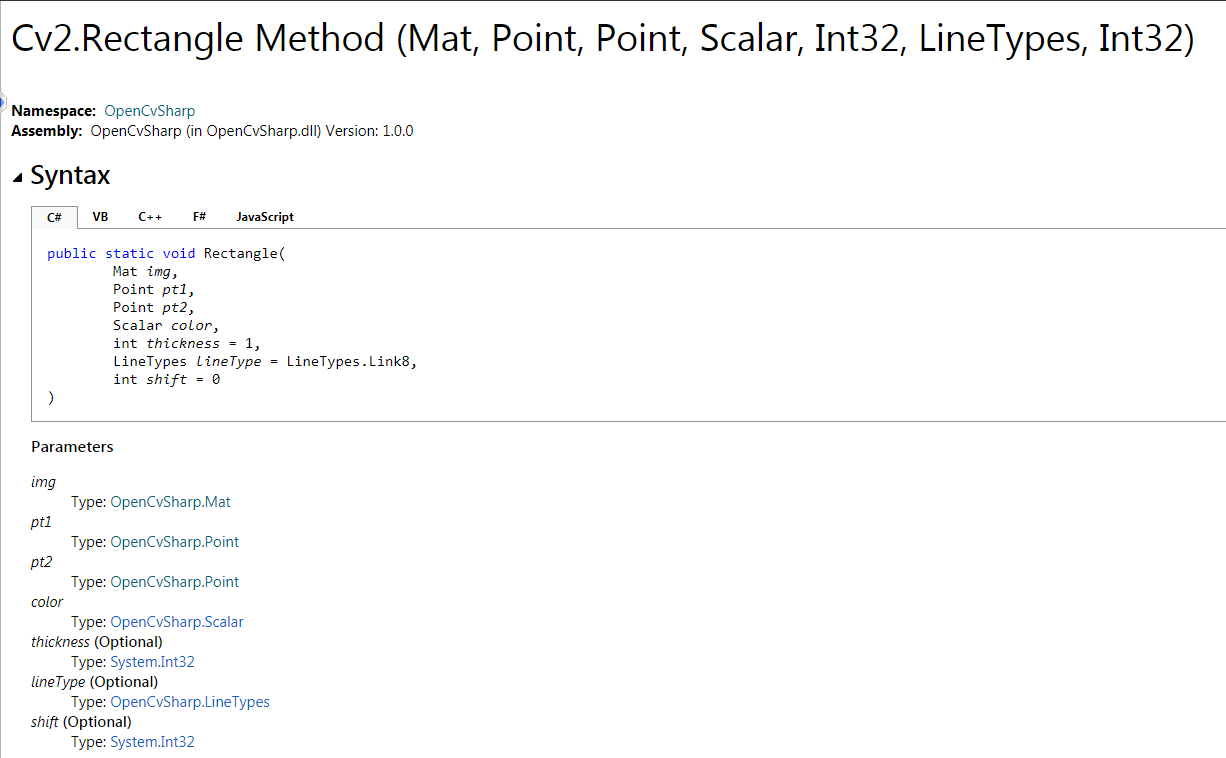 Cv2.Rectangle Method (Mat, Point, Point, Scalar, Int32, LineTypes, Int32)
Namespace: OpenCvSharp
Assembly: OpenCvSharp (in OpenCvSharp.dll) Version: 1.0.0
Syntax
C# VB C++ F# JavaScript
public static void Rectangle(
Mat img,
Point pt1,
Point pt2,
Scalar color,
int thickness = 1,
LineTypes lineType = LineTypes.Link8,
int shift = 0
)
Parameters
img
Type: OpenCvSharp.Mat
pt1
Type: OpenCvSharp.Point
pt2
Type: OpenCvSharp.Point
color
Type: OpenCvSharp.Scalar
thickness (Optional)
Type: System.Int32
lineType (Optional)
Type: OpenCvSharp.LineTypes
shift (Optional)
Type: System.Int32